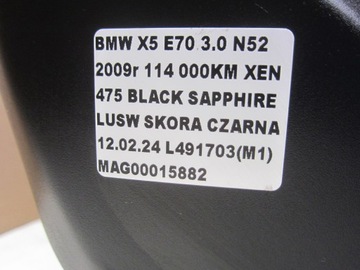 BMW X5 E70 3.0 N52
2009r 114 000KM XEN
475 BLACK SAPPHIRE
LUSW SKORA CZARNA
12.02.24 L491703(M1)
MAG00015882